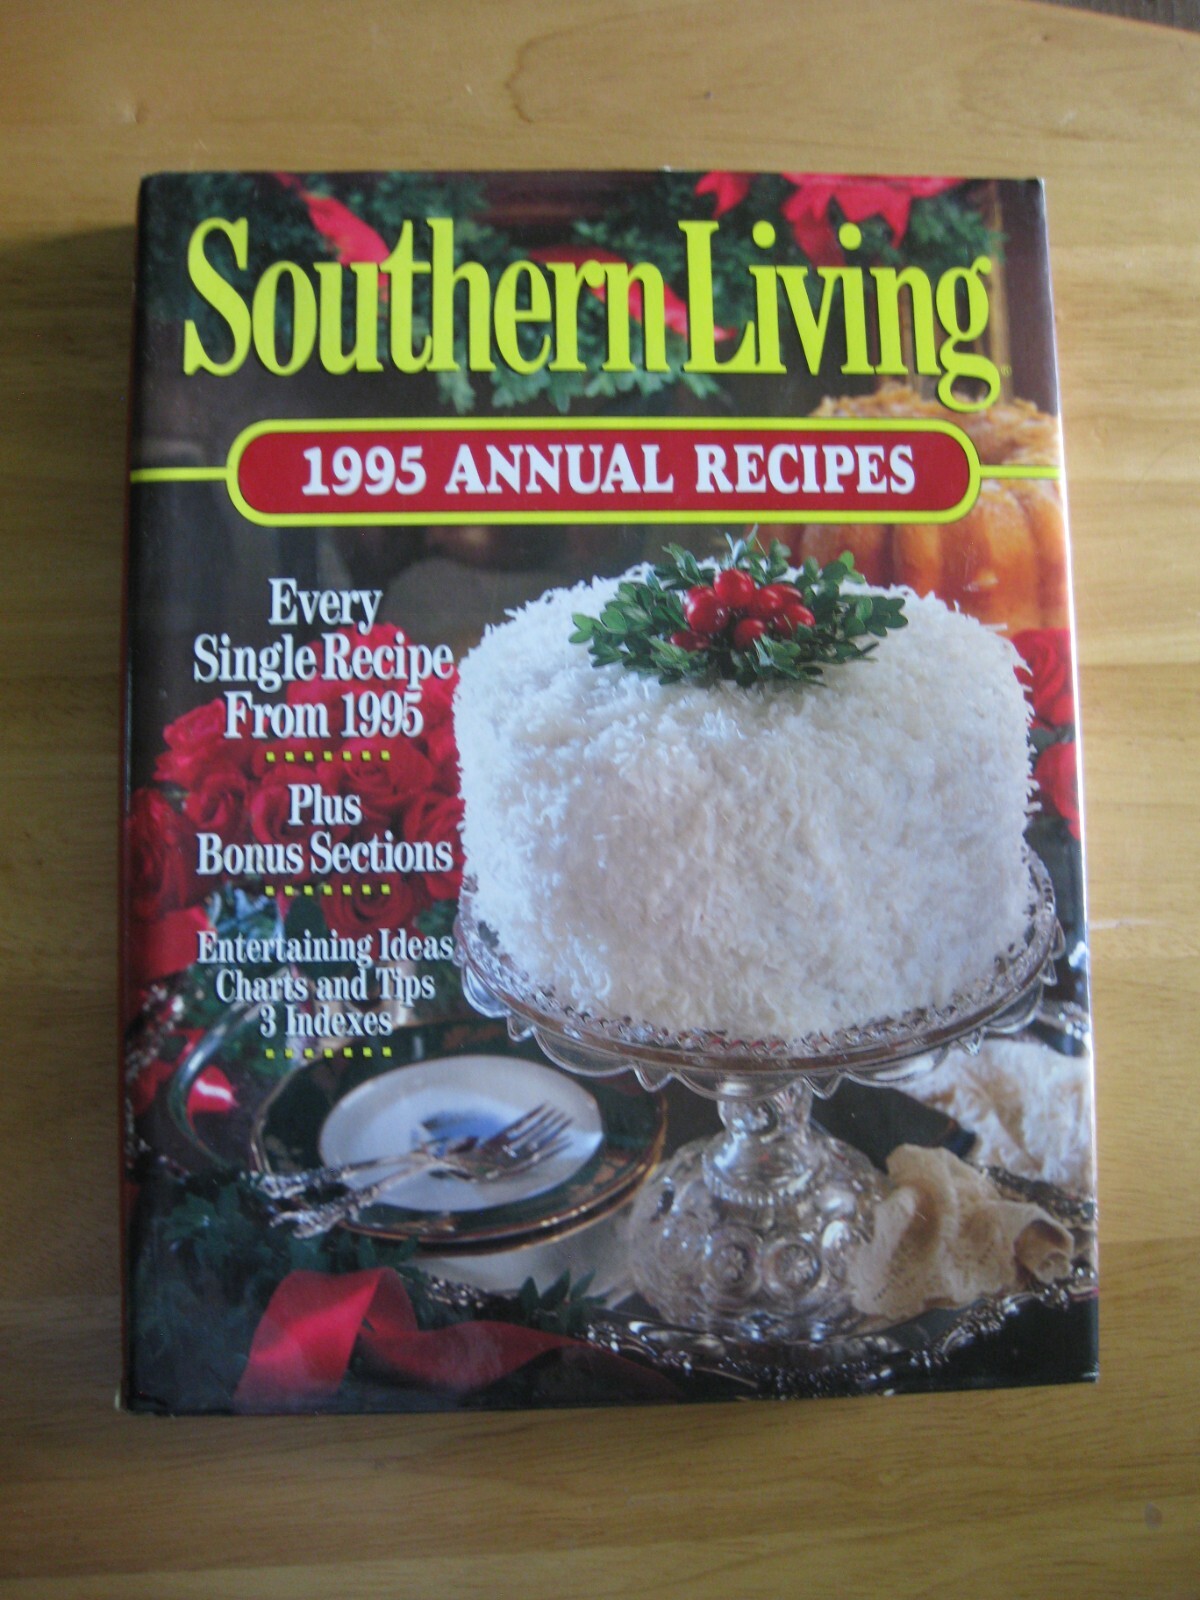 Southern Living
1995 ANNUAL RECIPES
Every
Single Recipe
From 1995
Plus
Bonus Sections
Entertaining Ideas
Charts and Tips
3 Indexes